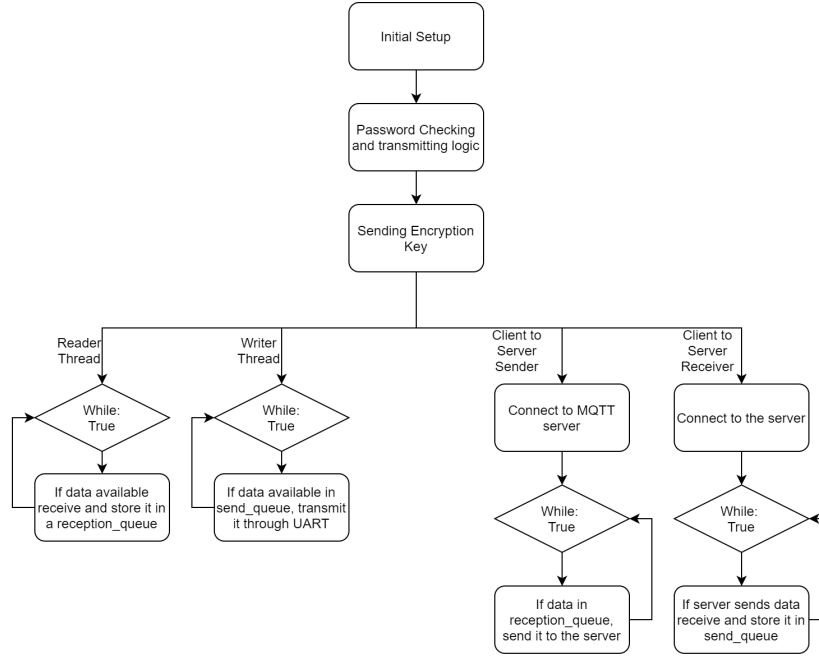 Initial Setup
Password Checking
and transmitting logic
Sending Encryption
Key
Reader
Thread
Writer
Thread
Client to
Server
Sender
Client to
Server
Receiver
While:
True
While:
True
Connect to MQTT
server
Connect to the server
If data available
receive and store it in
a reception_queue
If data available in
send_queue, transmit
it through UART
While:
True
While:
True
If data in
reception_queue,
send it to the server
If server sends data
receive and store it in
send_queue